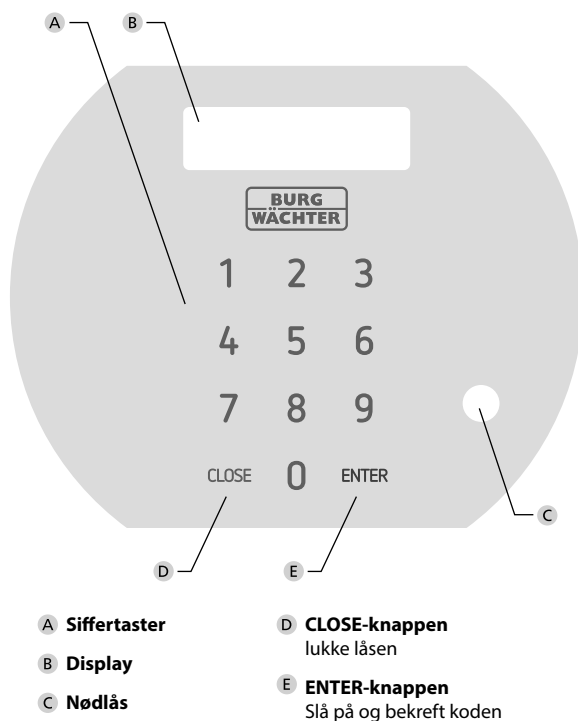 A
B
BURG
WÄCHTER
1 2 3
4 5 6
7 8 9
CLOSE 0 ENTER
C
D
E
A Siffertaster
B Display
C Nødlås
D CLOSE-knappen
lukke låsen
E ENTER-knappen
Slå på og bekreft koden